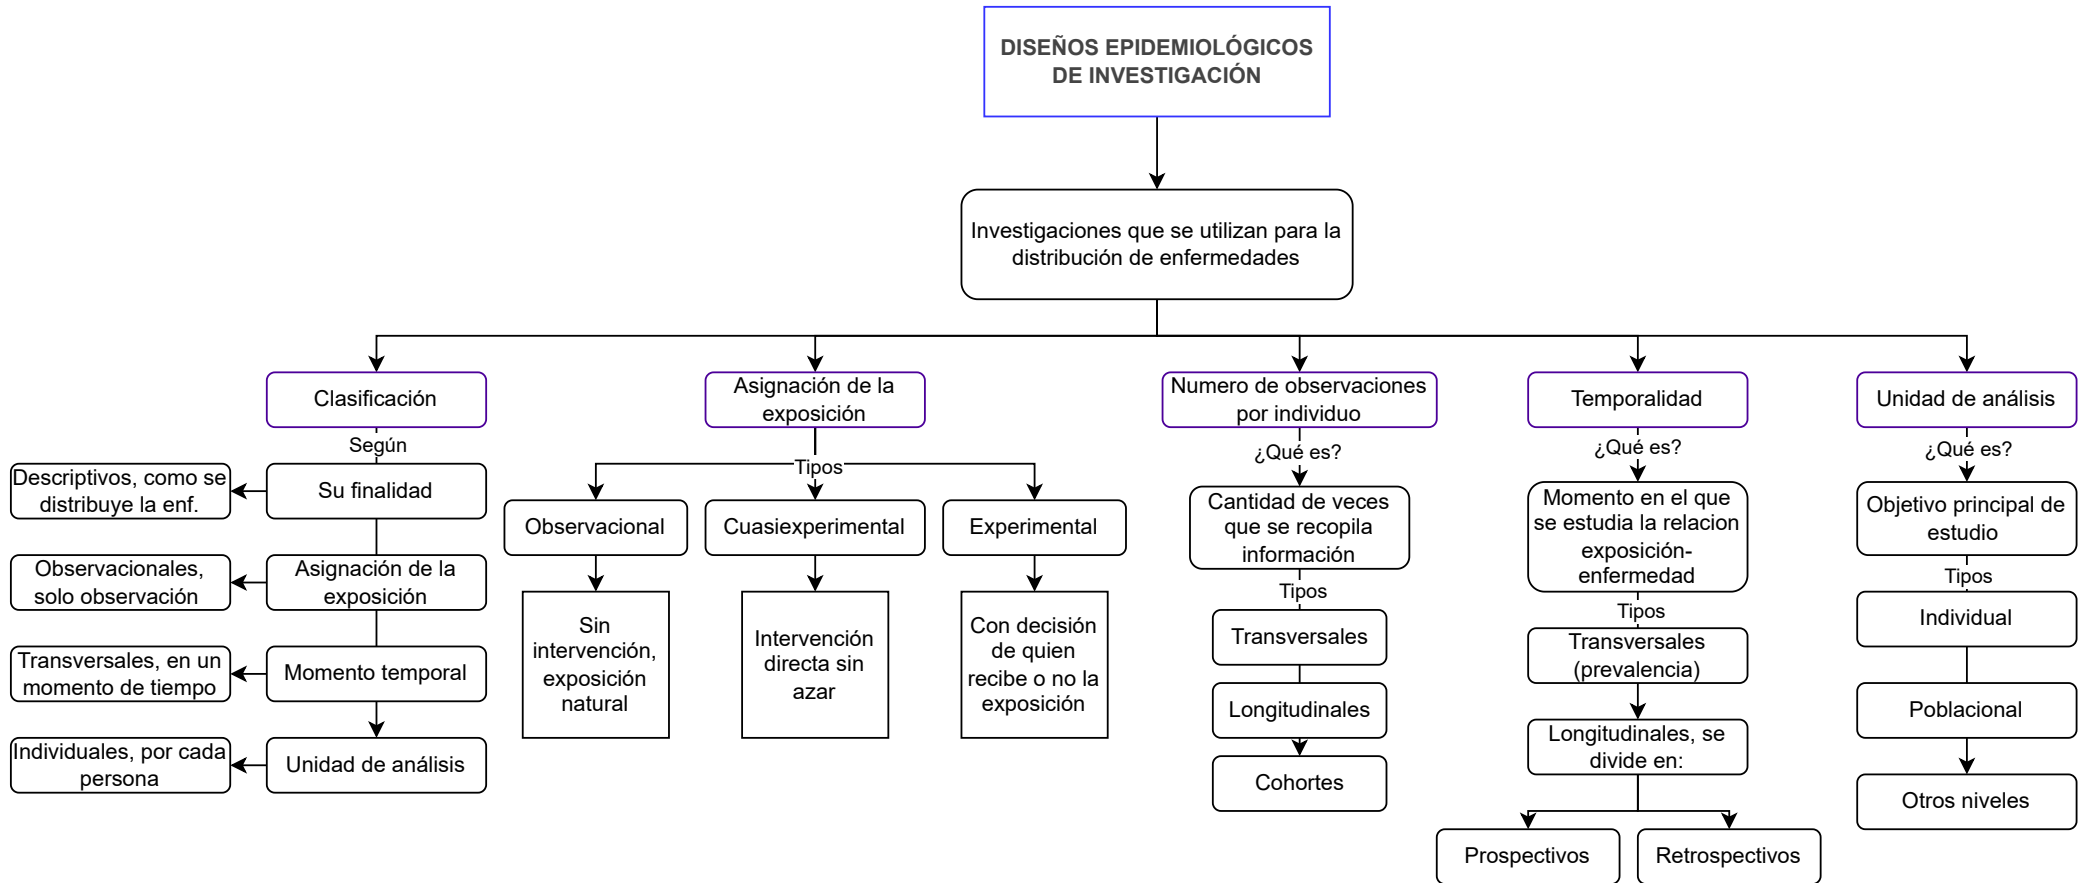 DISEÑOS EPIDEMIOLÓGICOS
DE INVESTIGACIÓN
Investigaciones que se utilizan para la
distribución de enfermedades
Clasificación
Según
Su finalidad
Descriptivos, como se
distribuye la enf.
Asignación de la
exposición
Observacionales,
solo observación
Momento temporal
Transversales, en un
momento de tiempo
Unidad de análisis
Individuales, por cada
persona
Asignación de la
exposición
Tipos
Observacional
Sin
intervención,
exposición
natural
Cuasiexperimental
Intervención
directa sin
azar
Experimental
Con decisión
de quien
recibe o no la
exposición
Numero de observaciones
por individuo
¿Qué es?
Cantidad de veces
que se recopila
información
Tipos
Transversales
Longitudinales
Cohortes
Temporalidad
¿Qué es?
Momento en el que
se estudia la relacion
exposición-
enfermedad
Tipos
Transversales
(prevalencia)
Longitudinales, se
divide en:
Prospectivos
Retrospectivos
Unidad de análisis
¿Qué es?
Objetivo principal de
estudio
Tipos
Individual
Poblacional
Otros niveles